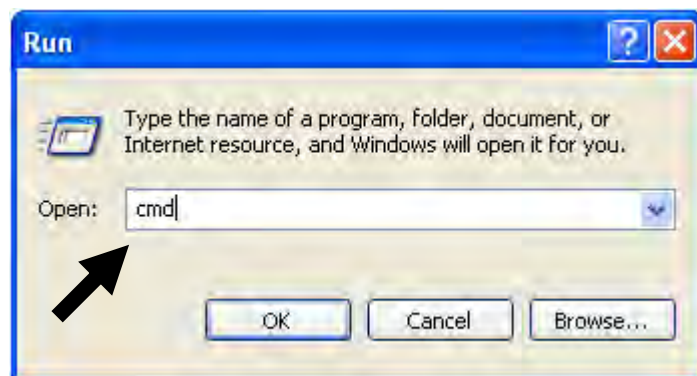 Run
Type the name of a program, folder, document, or
Internet resource, and Windows will open it for you.
Open: cmd
OK Cancel Browse...